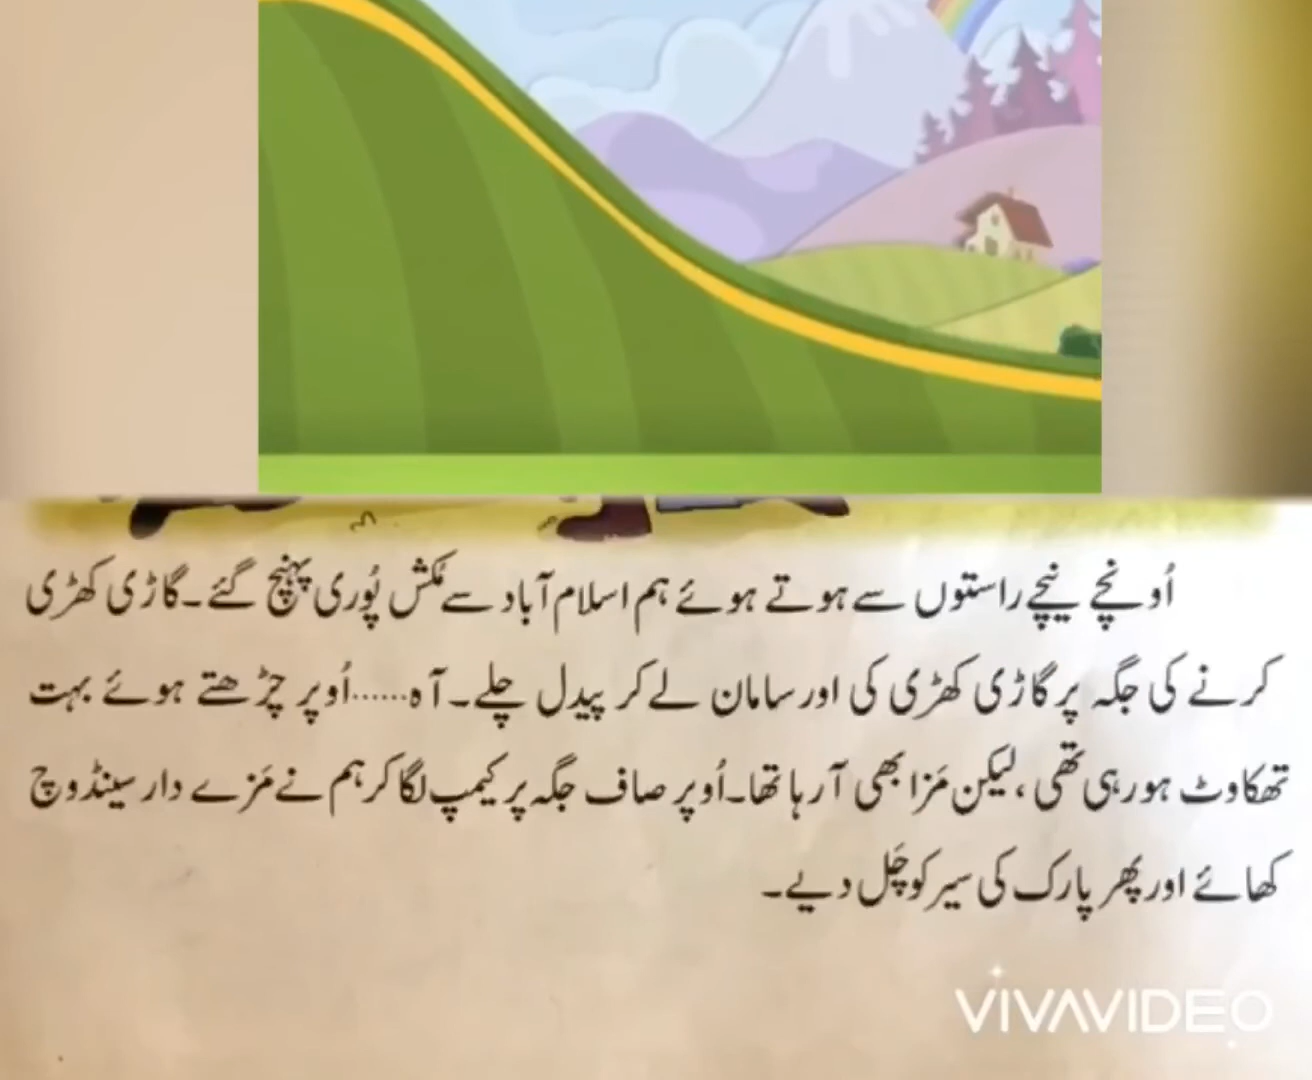 اُونچے نیچے راستوں سے ہوتے ہوئے ہم اسلام آباد سے مُکش پُوری پہنچ گئے۔ گاڑی کھڑی
کرنے کی جگہ پر گاڑی کھڑی کی اور سامان لے کر پیدل چلے۔ آہ......اُوپر چڑھتے ہوئے بہت
تھکاوٹ ہو رہی تھی، لیکن مَزا بھی آ رہا تھا۔ اُوپر صاف جگہ پر کیمپ لگا کر ہم نے مَزے دار سینڈوچ
کھائے اور پھر پارک کی سیر کو چَل دیے۔
VIVAVIDEO